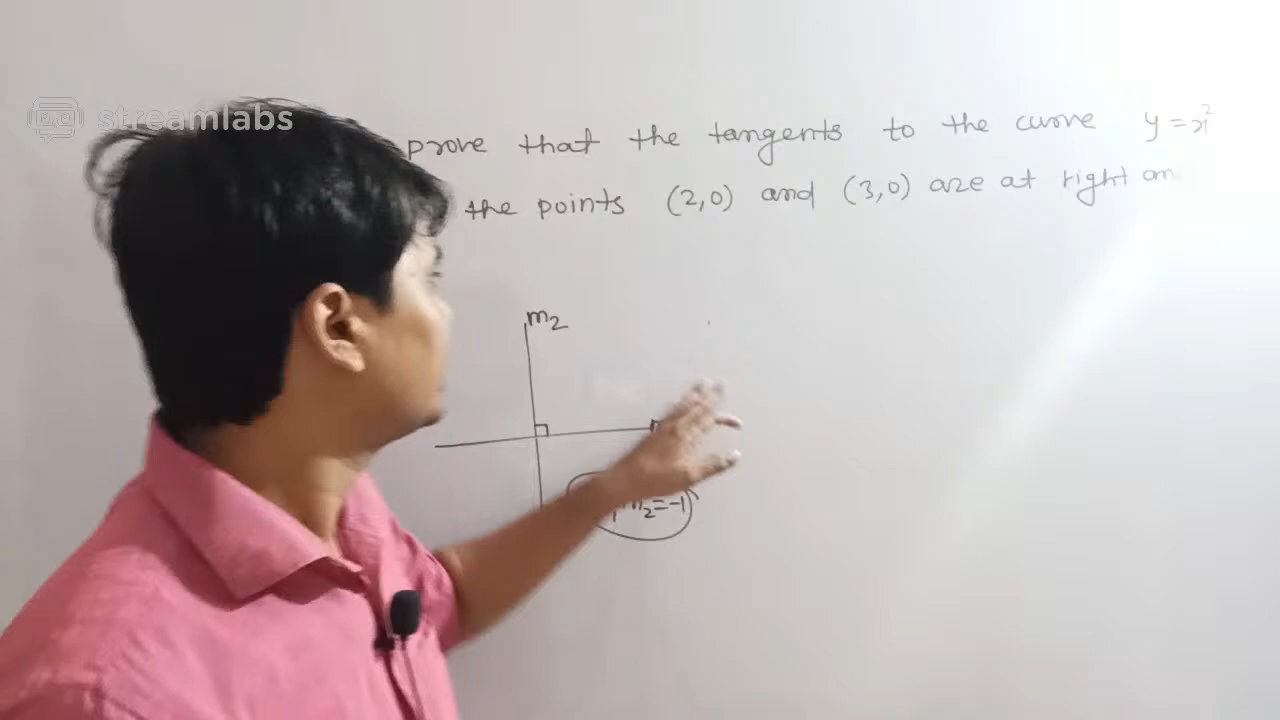 streamlabs
prove that the tangents to the curve y = x²
the points (2,0) and (3,0) are at right an
m₂
m₂ = -1